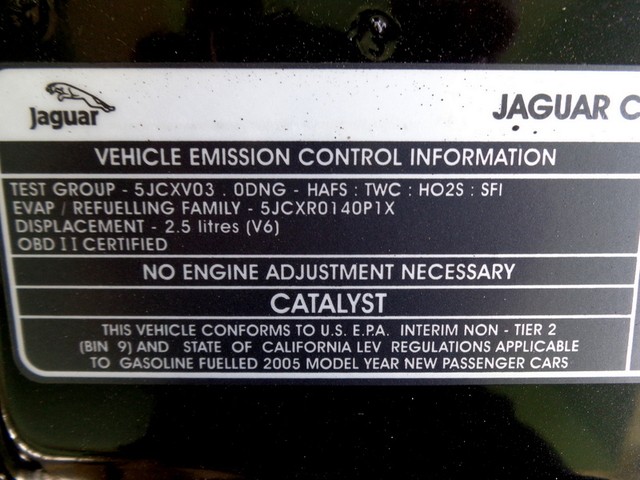 Jaguar
JAGUAR C
VEHICLE EMISSION CONTROL INFORMATION
TEST GROUP - 5JCXV03 . 0DNG - HAFS : TWC : HO2S : SFI
EVAP / REFUELLING FAMILY - 5JCXR0140P1X
DISPLACEMENT - 2.5 litres (V6)
OBD II CERTIFIED
NO ENGINE ADJUSTMENT NECESSARY
CATALYST
THIS VEHICLE CONFORMS TO U.S. E.P.A. INTERIM NON - TIER 2
(BIN 9) AND STATE OF CALIFORNIA LEV REGULATIONS APPLICABLE
TO GASOLINE FUELLED 2005 MODEL YEAR NEW PASSENGER CARS